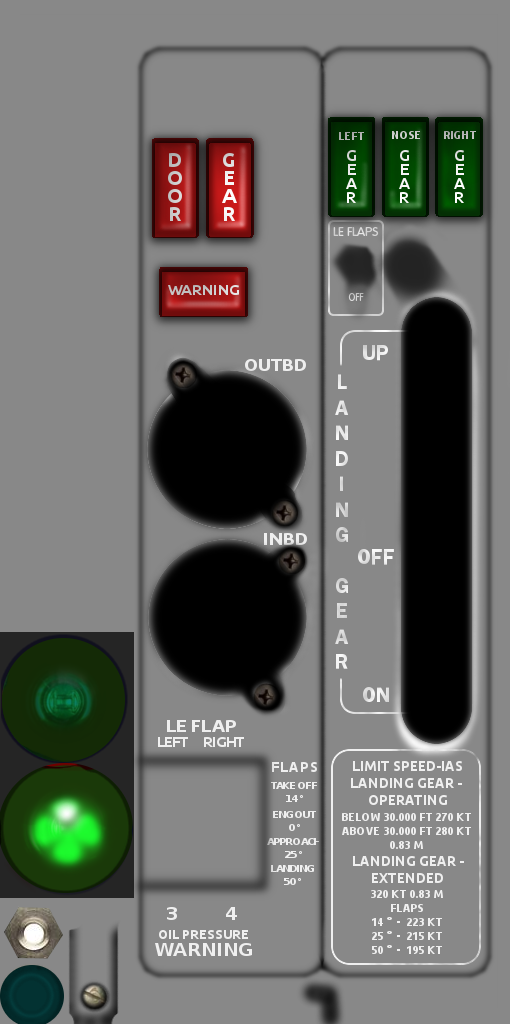 DOOR
GEAR
WARNING
OUTBD
INBD
LE FLAP
LEFT RIGHT
FLAPS
TAKE OFF
14°
ENG OUT
0°
APPROACH
25°
LANDING
50°
3 4
OIL PRESSURE
WARNING
LEFT
GEAR
NOSE
GEAR
RIGHT
GEAR
LE FLAPS
OFF
UP
LANDING GEAR
OFF
ON
LIMIT SPEED-IAS
LANDING GEAR -
OPERATING
BELOW 30.000 FT 270 KT
ABOVE 30.000 FT 280 KT
0.83 M
LANDING GEAR -
EXTENDED
320 KT 0.83 M
FLAPS
14 ° - 223 KT
25 ° - 215 KT
50 ° - 195 KT